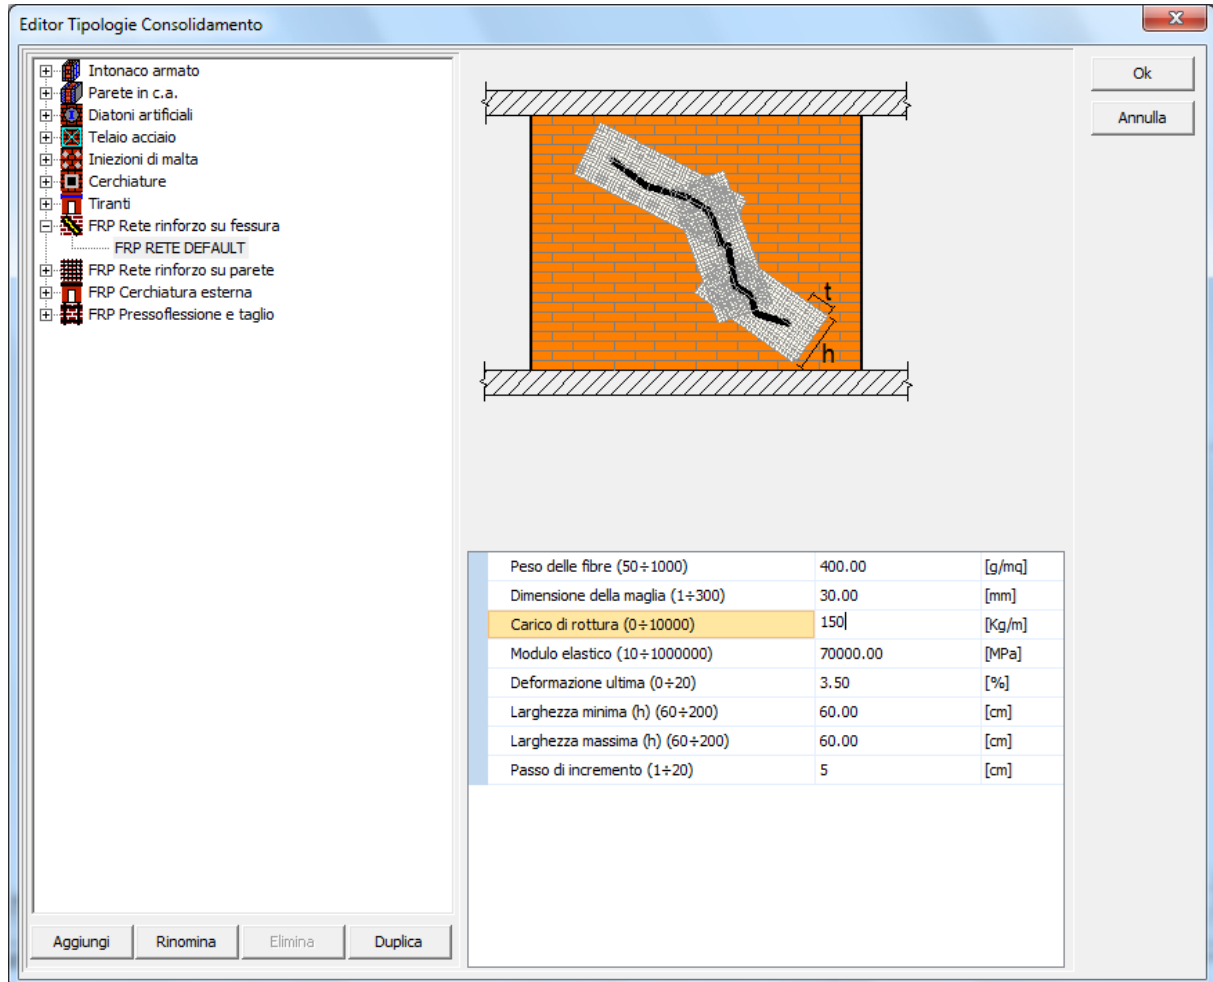 Editor Tipologie Consolidamento
x
Intonaco armato
Parete in c.a.
Diatoni artificiali
Telaio acciaio
Iniezioni di malta
Cerchiature
Tiranti
FRP Rete rinforzo su fessura
FRP RETE DEFAULT
FRP Rete rinforzo su parete
FRP Cerchiatura esterna
FRP Pressoflessione e taglio
Aggiungi Rinomina Elimina Duplica
t
h
Peso delle fibre (50÷1000) 400.00 [g/mq]
Dimensione della maglia (1÷300) 30.00 [mm]
Carico di rottura (0÷10000) 150 [Kg/m]
Modulo elastico (10÷1000000) 70000.00 [MPa]
Deformazione ultima (0÷20) 3.50 [%]
Larghezza minima (h) (60÷200) 60.00 [cm]
Larghezza massima (h) (60÷200) 60.00 [cm]
Passo di incremento (1÷20) 5 [cm]
Ok
Annulla